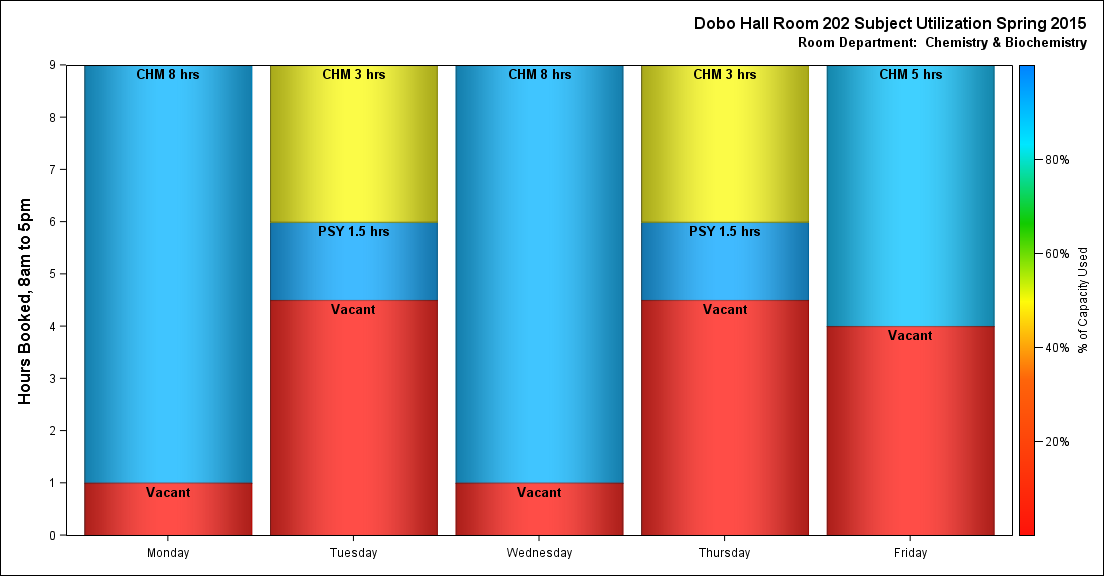 Dobo Hall Room 202 Subject Utilization Spring 2015
Room Department:  Chemistry & Biochemistry
Hours Booked, 8am to 5pm
9
8
7
6
5
4
3
2
1
0
CHM 8 hrs
Vacant
CHM 3 hrs
PSY 1.5 hrs
Vacant
CHM 8 hrs
Vacant
CHM 3 hrs
PSY 1.5 hrs
Vacant
CHM 5 hrs
Vacant
Monday
Tuesday
Wednesday
Thursday
Friday
80%
60%
40%
20%
% of Capacity Used